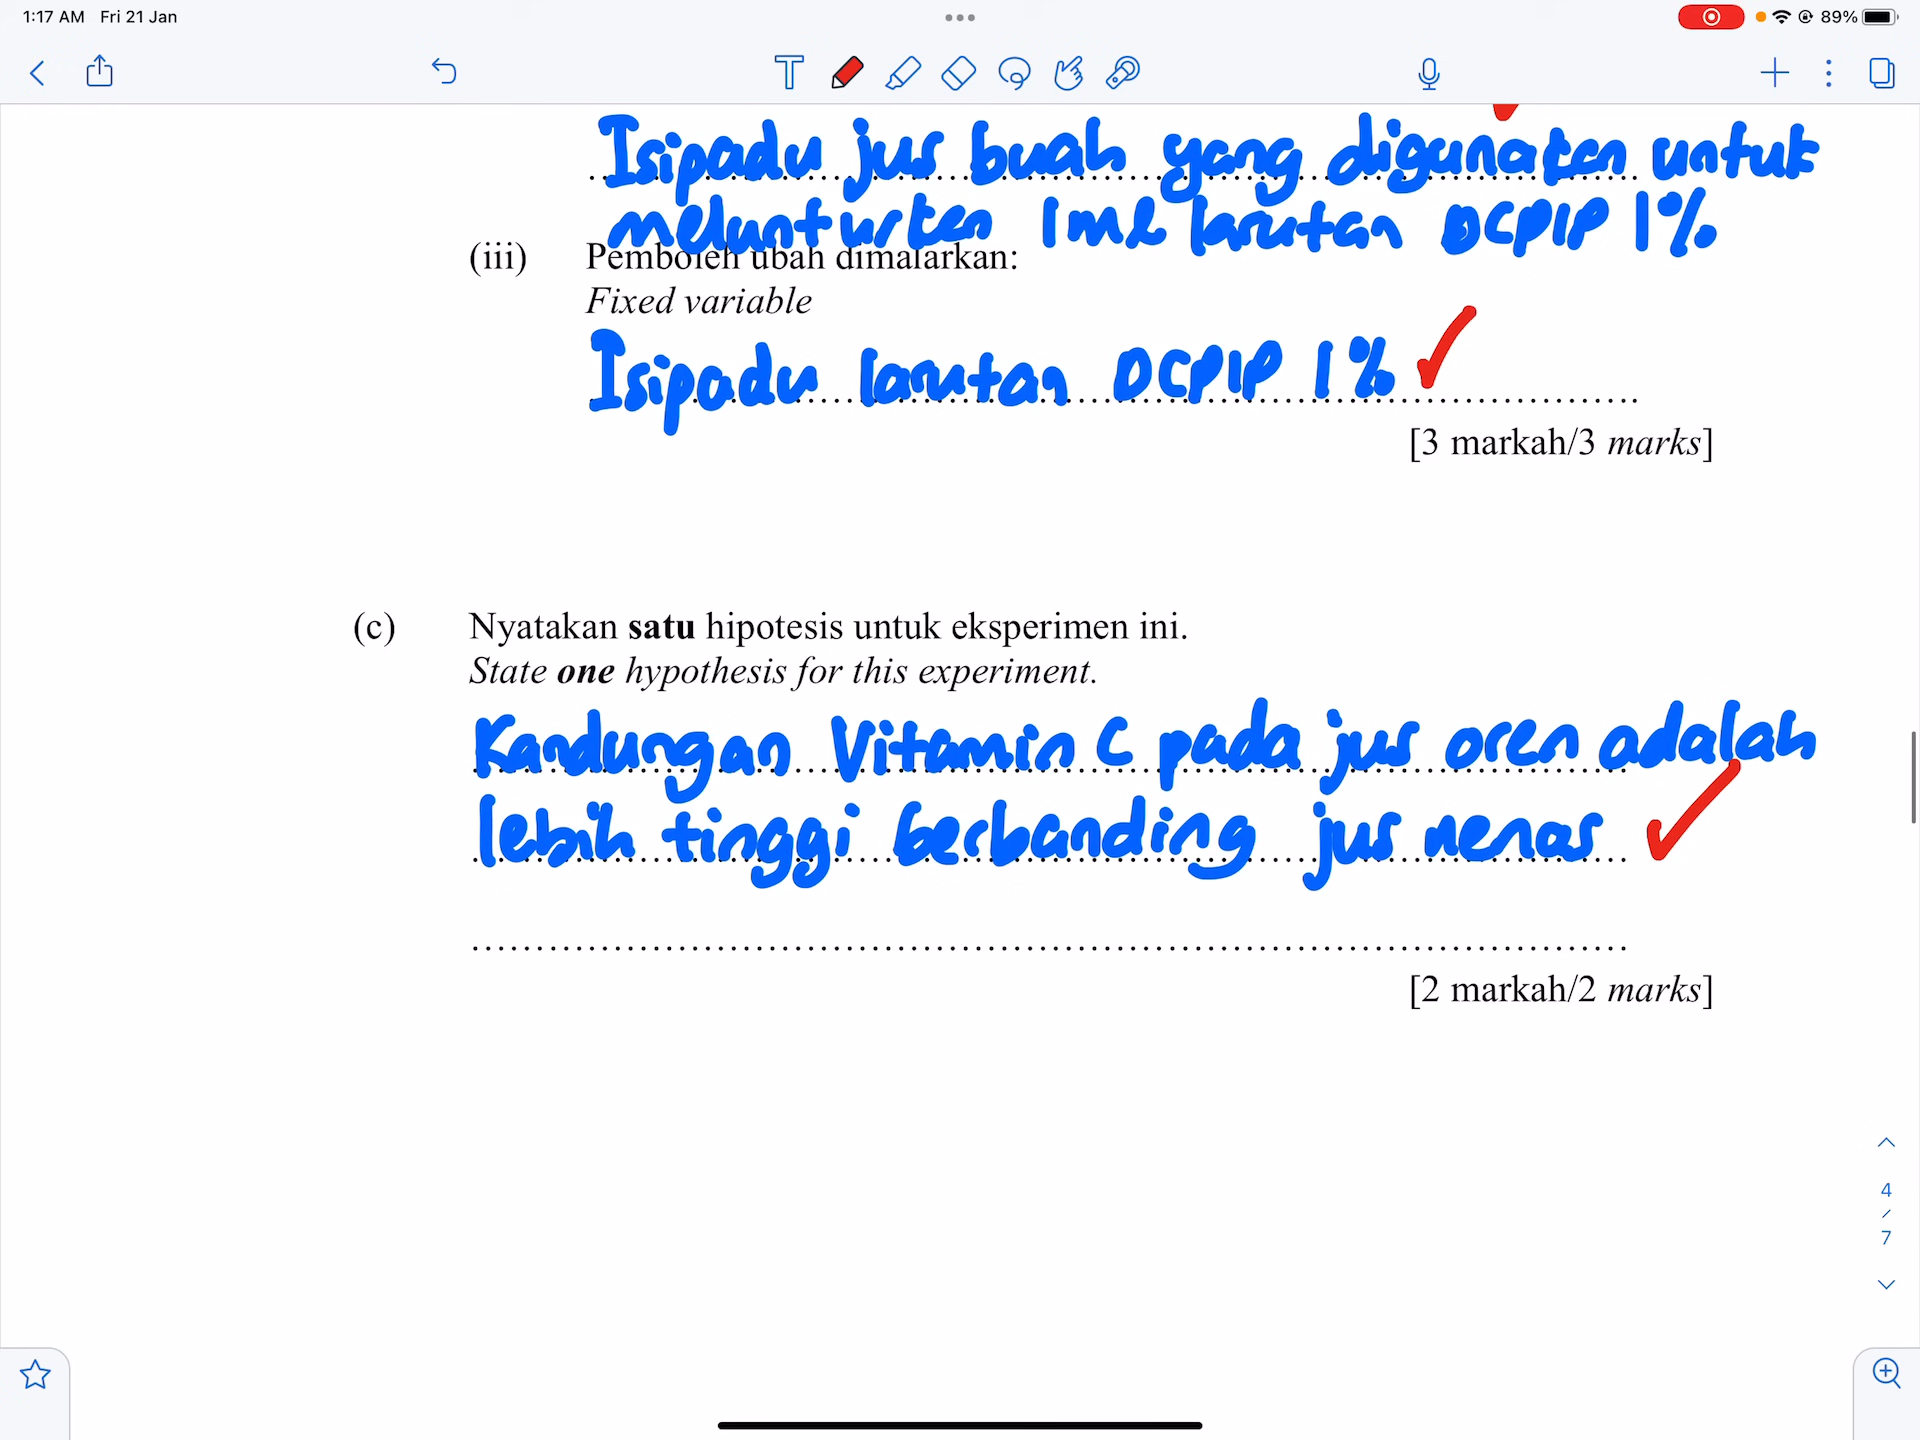 1:17 AM Fri 21 Jan 89%
Isipadu jus buah yang digunakan untuk
melunturkan 1 ml larutan DCPIP 1%
(iii) Pemboleh ubah dimalarkan:
Fixed variable
Isipadu larutan DCPIP 1%
[3 markah/3 marks]
(c) Nyatakan satu hipotesis untuk eksperimen ini.
State one hypothesis for this experiment.
Kandungan Vitamin C pada jus oren adalah
lebih tinggi berbanding jus nenas
[2 markah/2 marks]
4
/
7